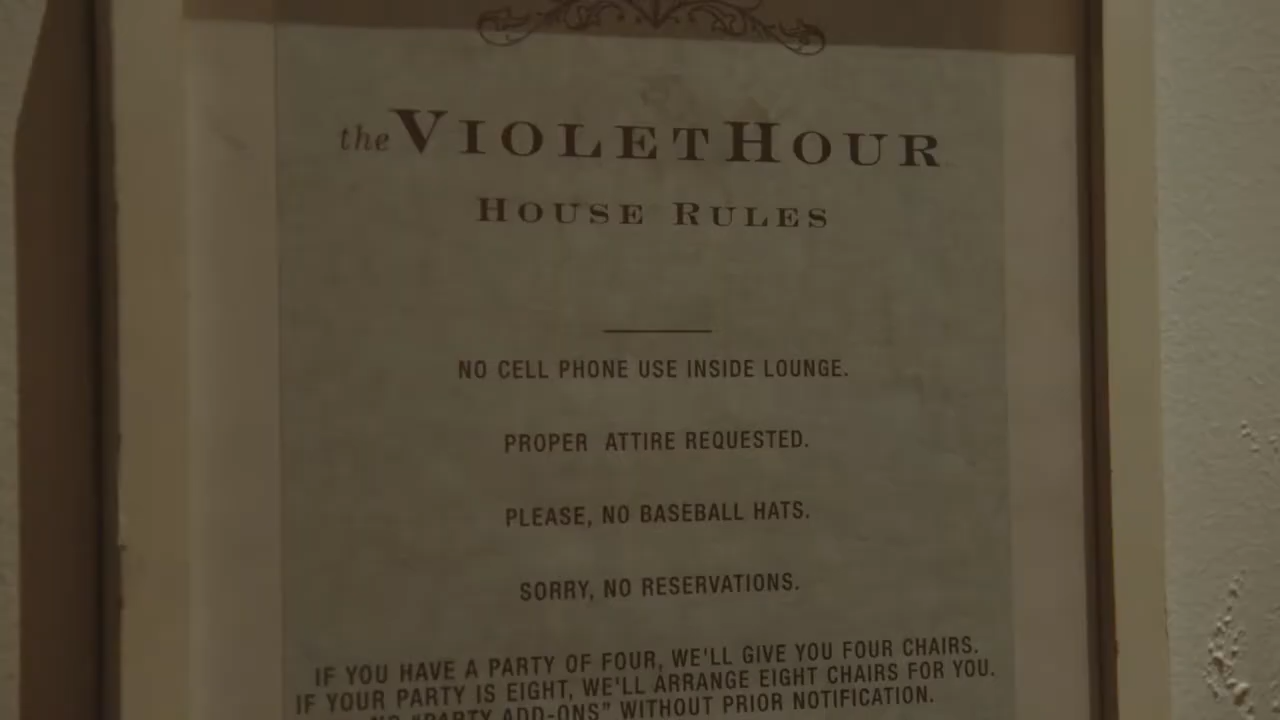 the VIOLET HOUR
HOUSE RULES
NO CELL PHONE USE INSIDE LOUNGE.
PROPER ATTIRE REQUESTED.
PLEASE, NO BASEBALL HATS.
SORRY, NO RESERVATIONS.
IF YOU HAVE A PARTY OF FOUR, WE'LL GIVE YOU FOUR CHAIRS.
IF YOUR PARTY IS EIGHT, WE'LL ARRANGE EIGHT CHAIRS FOR YOU.
NO "PARTY ADD-ONS" WITHOUT PRIOR NOTIFICATION.